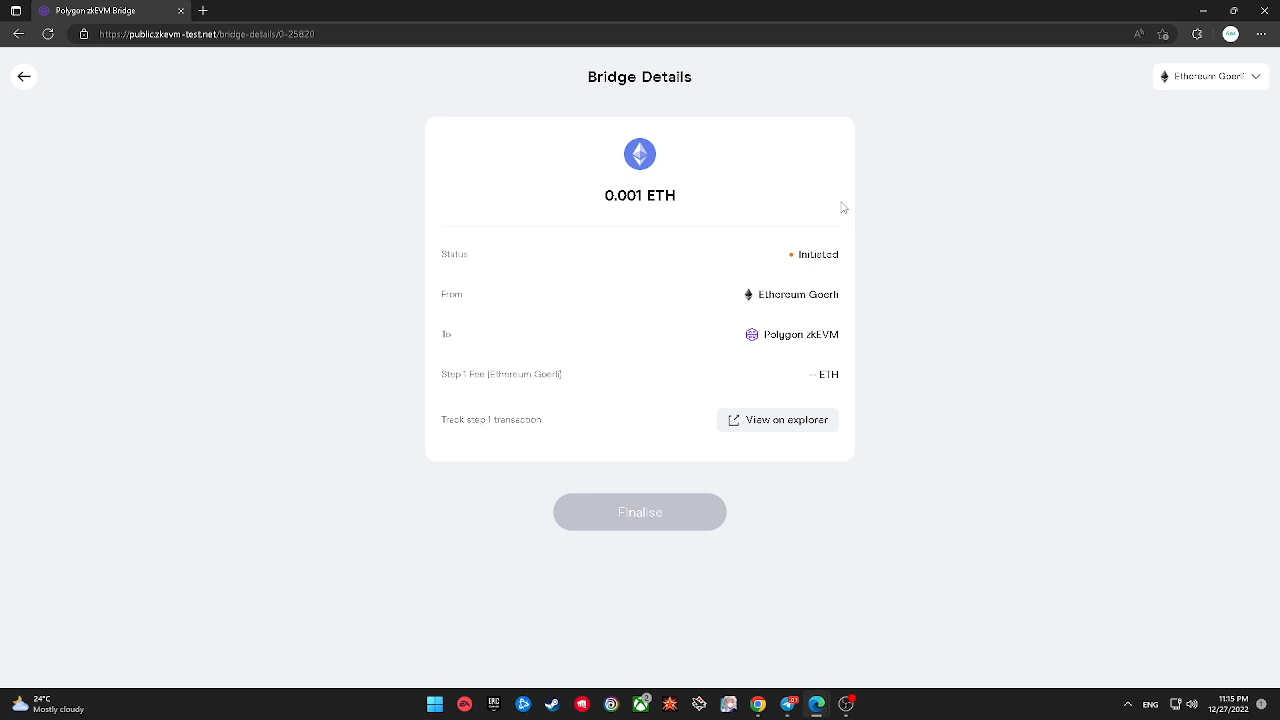 Polygon zkEVM Bridge
https://public.zkevm-test.net/bridge-details/0-25820
Bridge Details
Ethereum Goerli
0.001 ETH
Status
Initiated
From
Ethereum Goerli
To
Polygon zkEVM
Step 1 Fee (Ethereum Goerli)
-- ETH
Track step 1 transaction
View on explorer
Finalise
24°C
Mostly cloudy
ENG
11:15 PM
12/27/2022